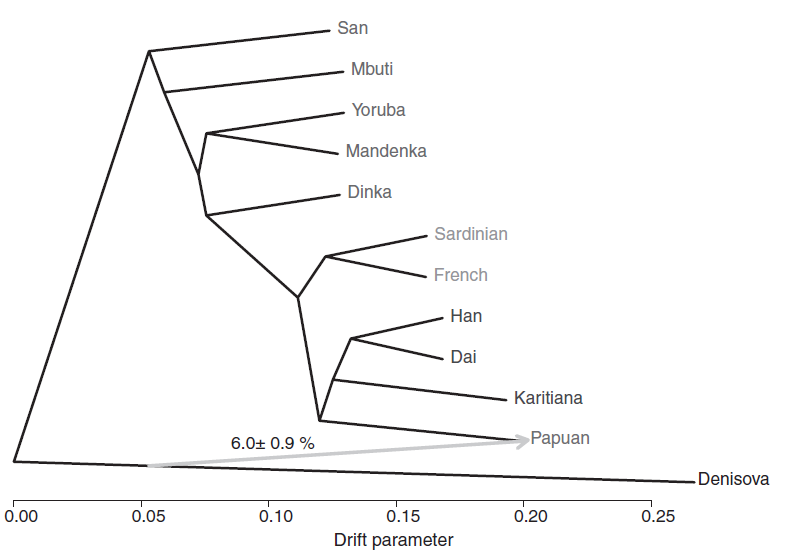 San
Mbuti
Yoruba
Mandenka
Dinka
Sardinian
French
Han
Dai
Karitiana
6.0± 0.9 %
Papuan
Denisova
0.00 0.05 0.10 0.15 0.20 0.25
Drift parameter